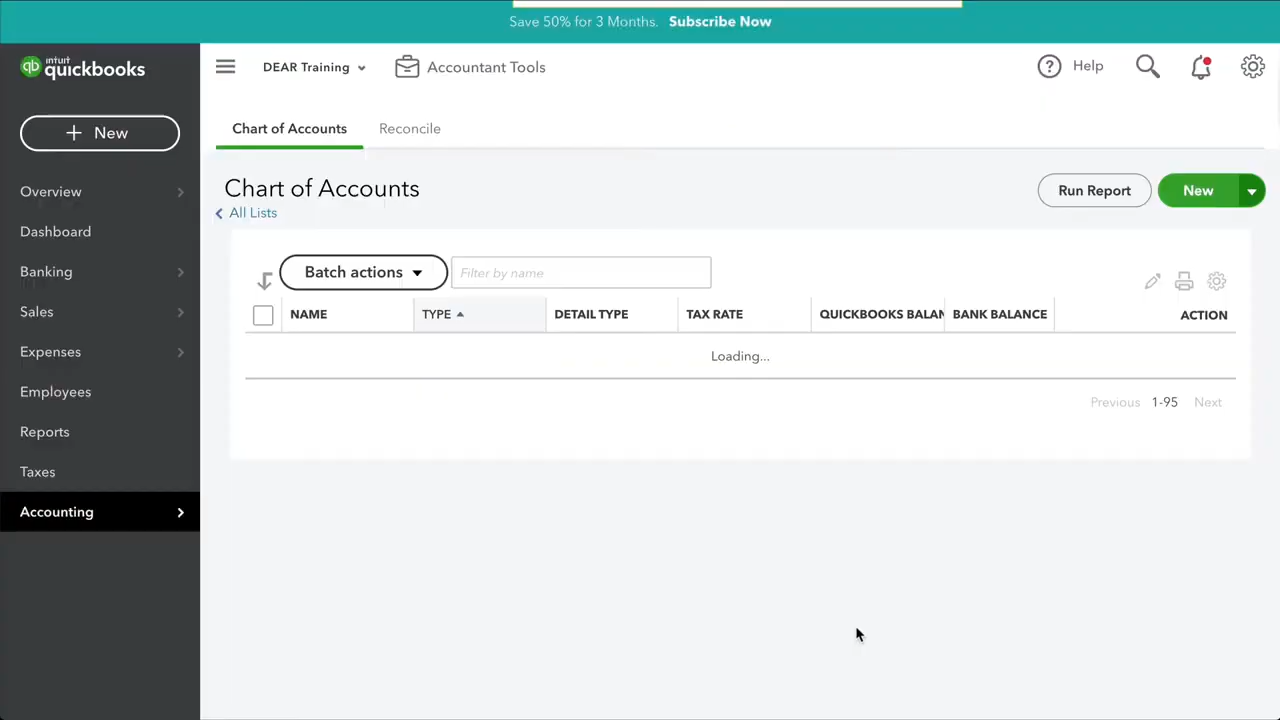 Save 50% for 3 Months. Subscribe Now
qb intuit quickbooks
DEAR Training
Accountant Tools
Help
New
Chart of Accounts
Reconcile
Overview
Dashboard
Banking
Sales
Expenses
Employees
Reports
Taxes
Accounting
Chart of Accounts
All Lists
Run Report
New
Batch actions
Filter by name
NAME TYPE DETAIL TYPE TAX RATE QUICKBOOKS BALAN BANK BALANCE ACTION
Loading...
Previous 1-95 Next